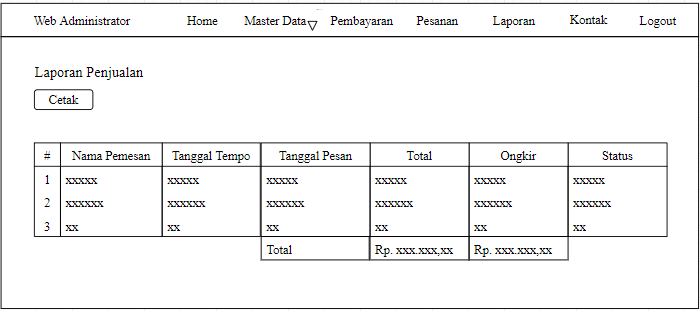 Web Administrator Home Master Data Pembayaran Pesanan Laporan Kontak Logout
Laporan Penjualan
Cetak
# Nama Pemesan Tanggal Tempo Tanggal Pesan Total Ongkir Status
1 xxxxx xxxxx xxxxx xxxxx xxxxx xxxxx
2 xxxxxx xxxxxx xxxxxx xxxxxx xxxxxx xxxxxx
3 xx xx xx xx xx xx
Total Rp. xxx.xxx,xx Rp. xxx.xxx,xx